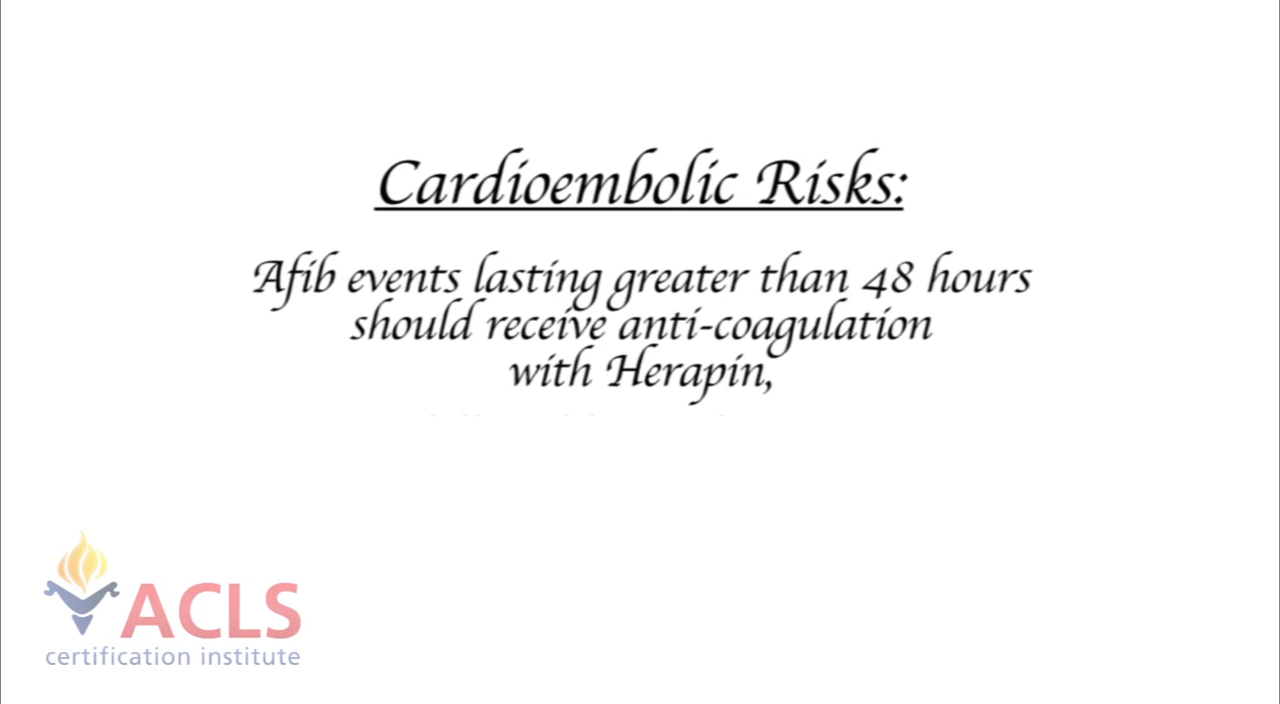 Cardioembolic Risks:
Afib events lasting greater than 48 hours
should receive anti-coagulation
with Herapin,
ACLS
certification institute